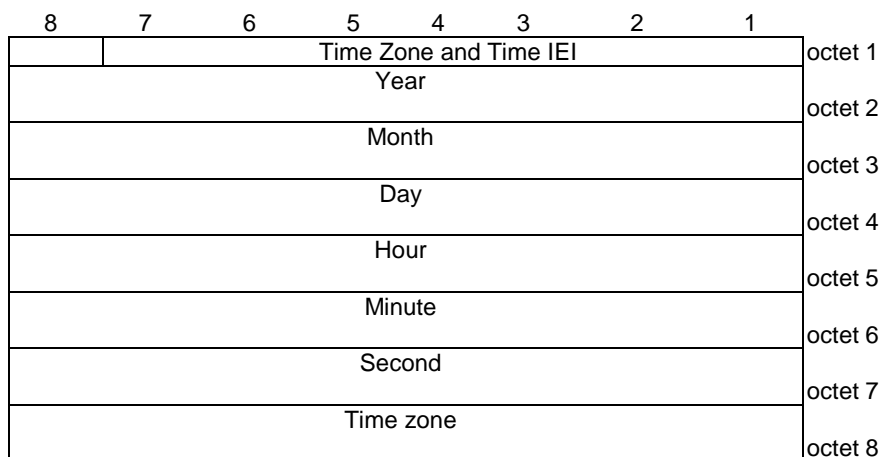 8 7 6 5 4 3 2 1
Time Zone and Time IEI octet 1
Year
octet 2
Month
octet 3
Day
octet 4
Hour
octet 5
Minute
octet 6
Second
octet 7
Time zone
octet 8